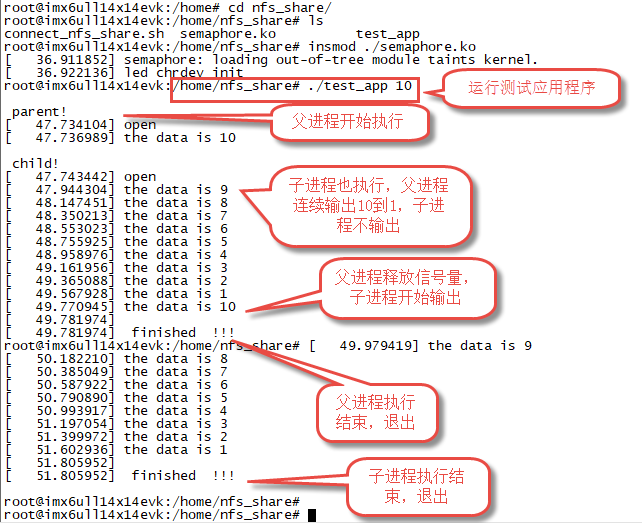 root@imx6ull14x14evk:/home# cd nfs_share/
root@imx6ull14x14evk:/home/nfs_share# ls
connect_nfs_share.sh  semaphore.ko          test_app
root@imx6ull14x14evk:/home/nfs_share# insmod ./semaphore.ko
[   36.911852] semaphore: loading out-of-tree module taints kernel.
[   36.922136] led chrdev init
root@imx6ull14x14evk:/home/nfs_share# ./test_app 10
运行测试应用程序
parent!
[   47.734104] open
[   47.736989] the data is 10
父进程开始执行
child!
[   47.743442] open
[   47.944304] the data is 9
[   48.147451] the data is 8
[   48.350213] the data is 7
[   48.553023] the data is 6
[   48.755925] the data is 5
[   48.958976] the data is 4
[   49.161956] the data is 3
[   49.365088] the data is 2
[   49.567928] the data is 1
[   49.770945] the data is 10
[   49.781974]
[   49.781974]  finished  !!!
子进程也执行，父进程
连续输出10到1，子进
程不输出
父进程释放信号量，
子进程开始输出
root@imx6ull14x14evk:/home/nfs_share# [   49.979419] the data is 9
[   50.182210] the data is 8
[   50.385049] the data is 7
[   50.587922] the data is 6
[   50.790890] the data is 5
[   50.993917] the data is 4
[   51.197054] the data is 3
[   51.399972] the data is 2
[   51.602936] the data is 1
[   51.805952]
[   51.805952]  finished  !!!
父进程执行
结束，退出
子进程执行结
束，退出
root@imx6ull14x14evk:/home/nfs_share#
root@imx6ull14x14evk:/home/nfs_share#